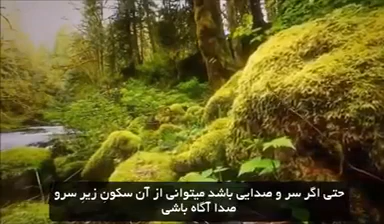 حتی اگر سر و صدایی باشد میتوانی از آن سکون زیر سرو
صدا آگاه باشی